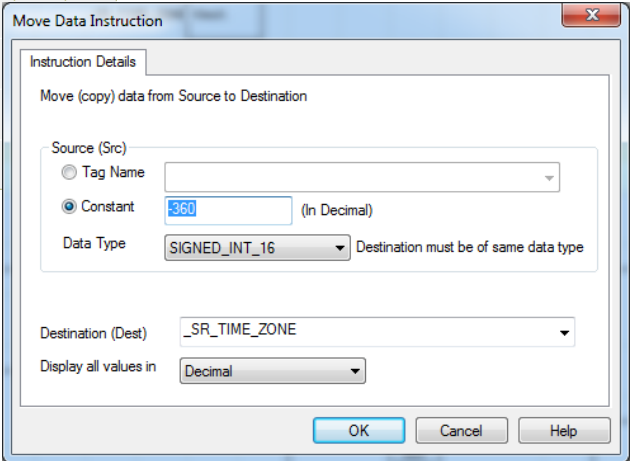 Move Data Instruction
Instruction Details
Move (copy) data from Source to Destination
Source (Src)
Tag Name
Constant -360 (In Decimal)
Data Type SIGNED_INT_16 Destination must be of same data type
Destination (Dest) _SR_TIME_ZONE
Display all values in Decimal
OK Cancel Help